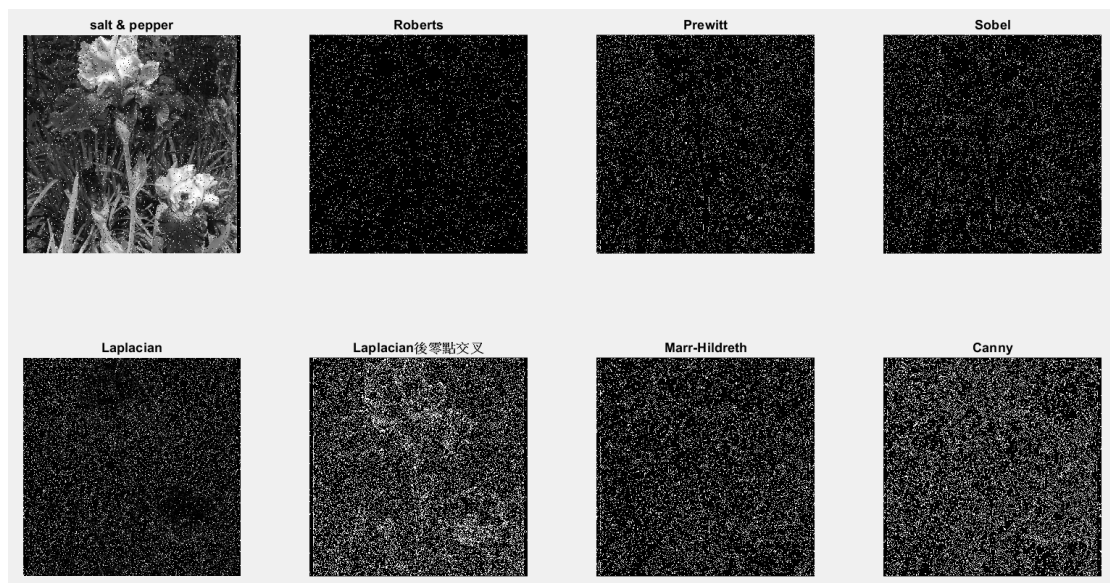 salt & pepper
Roberts
Prewitt
Sobel
Laplacian
Laplacian後零點交叉
Marr-Hildreth
Canny